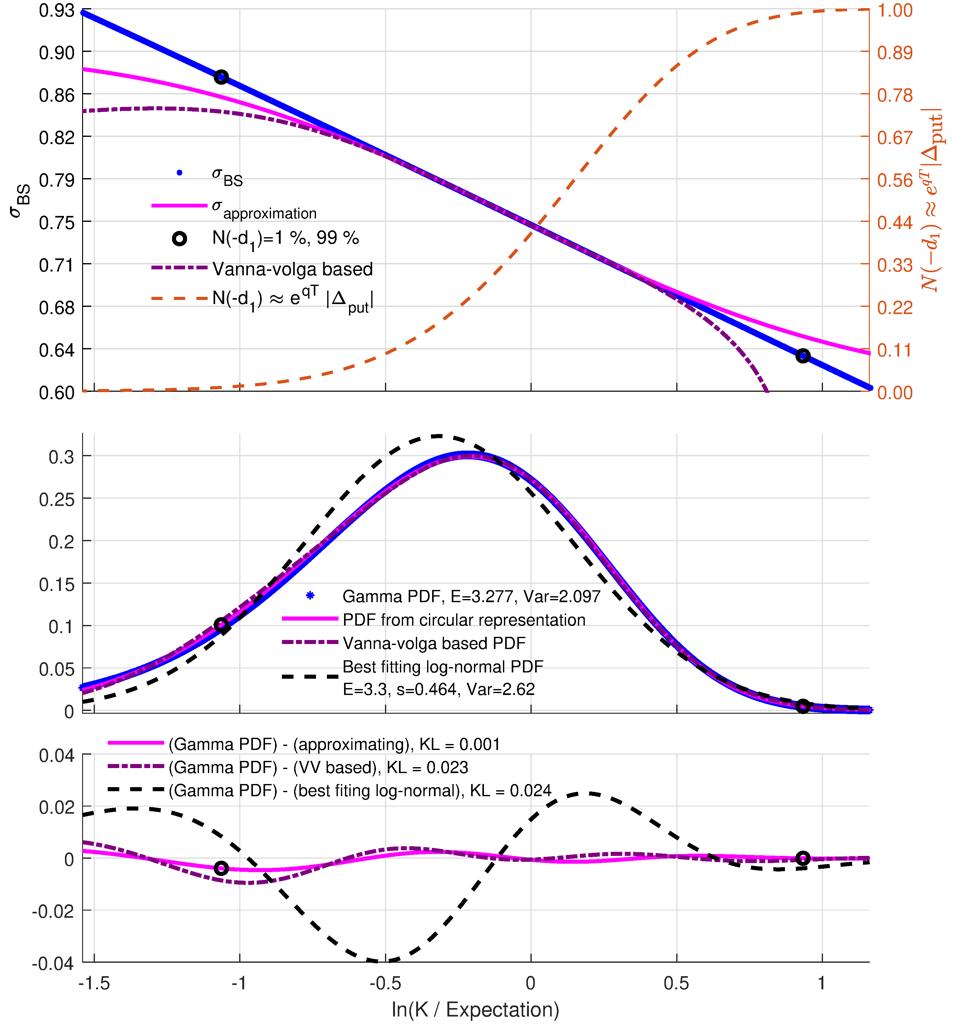 0.93
0.90
0.86
0.82
0.79
0.75
0.71
0.68
0.64
0.60
σBS
1.00
0.89
0.78
0.67
0.56
0.44
0.33
0.22
0.11
0.00
N(−d1) ≈ e^qT |Δput|
σBS
σapproximation
N(-d1)=1 %, 99 %
Vanna-volga based
N(-d1) ≈ e^qT |Δput|
0.3
0.25
0.2
0.15
0.1
0.05
0
Gamma PDF, E=3.277, Var=2.097
PDF from circular representation
Vanna-volga based PDF
Best fitting log-normal PDF
E=3.3, s=0.464, Var=2.62
0.04
0.02
0
-0.02
-0.04
(Gamma PDF) - (approximating), KL = 0.001
(Gamma PDF) - (VV based), KL = 0.023
(Gamma PDF) - (best fiting log-normal), KL = 0.024
-1.5 -1 -0.5 0 0.5 1
ln(K / Expectation)